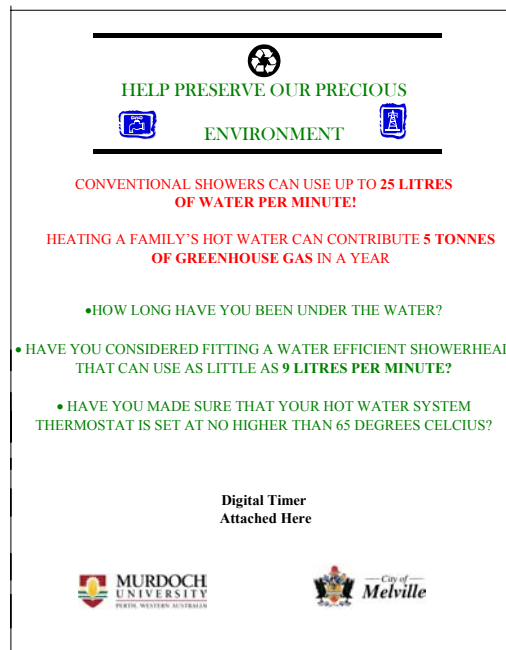 HELP PRESERVE OUR PRECIOUS
ENVIRONMENT
CONVENTIONAL SHOWERS CAN USE UP TO 25 LITRES
OF WATER PER MINUTE!
HEATING A FAMILY'S HOT WATER CAN CONTRIBUTE 5 TONNES
OF GREENHOUSE GAS IN A YEAR
•HOW LONG HAVE YOU BEEN UNDER THE WATER?
• HAVE YOU CONSIDERED FITTING A WATER EFFICIENT SHOWERHEAD
THAT CAN USE AS LITTLE AS 9 LITRES PER MINUTE?
• HAVE YOU MADE SURE THAT YOUR HOT WATER SYSTEM
THERMOSTAT IS SET AT NO HIGHER THAN 65 DEGREES CELCIUS?
Digital Timer
Attached Here
MURDOCH
UNIVERSITY
PERTH, WESTERN AUSTRALIA
City of
Melville